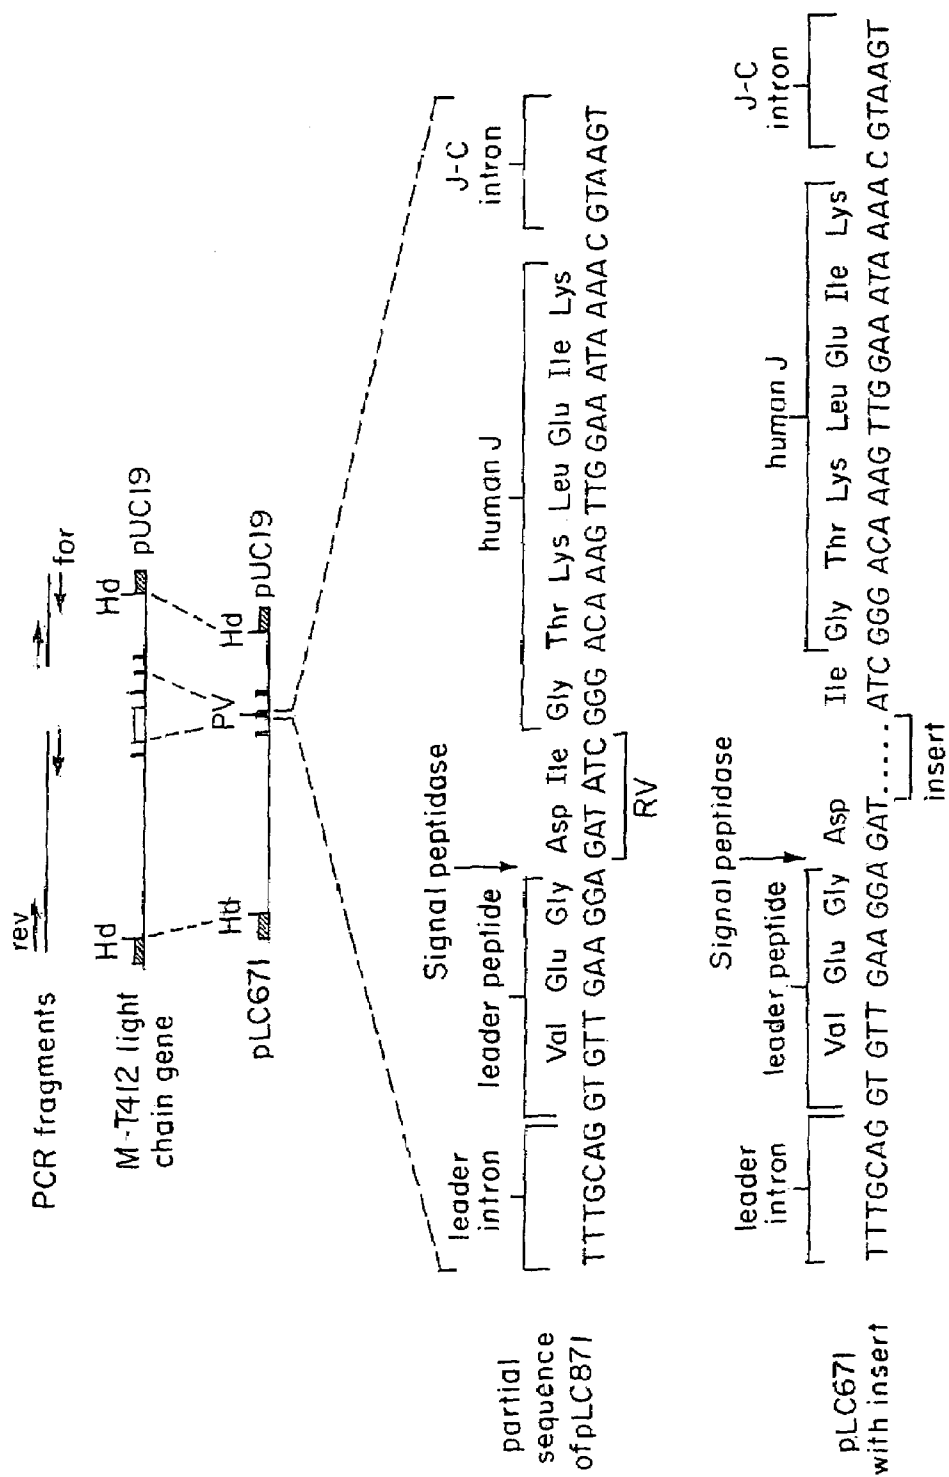 PCR fragments
rev
for
M-T412 light
chain gene
Hd
Hd
pUC19
PV
pLC671
Hd
Hd
pUC19
partial
sequence
of pLC871
leader
intron
leader peptide
Signal peptidase
human J
J-C
intron
Val Glu Gly Asp Ile Gly Thr Lys Leu Glu Ile Lys
TTTGCAG GT GTT GAA GGA GAT ATC GGG ACA AAG TTG GAA ATA AAA C GTAAGT
RV
pLC671
with insert
leader
intron
leader peptide
Signal peptidase
human J
J-C
intron
Val Glu Gly Asp Ile Gly Thr Lys Leu Glu Ile Lys
TTTGCAG GT GTT GAA GGA GAT...... ATC GGG ACA AAG TTG GAA ATA AAA C GTAAGT
insert